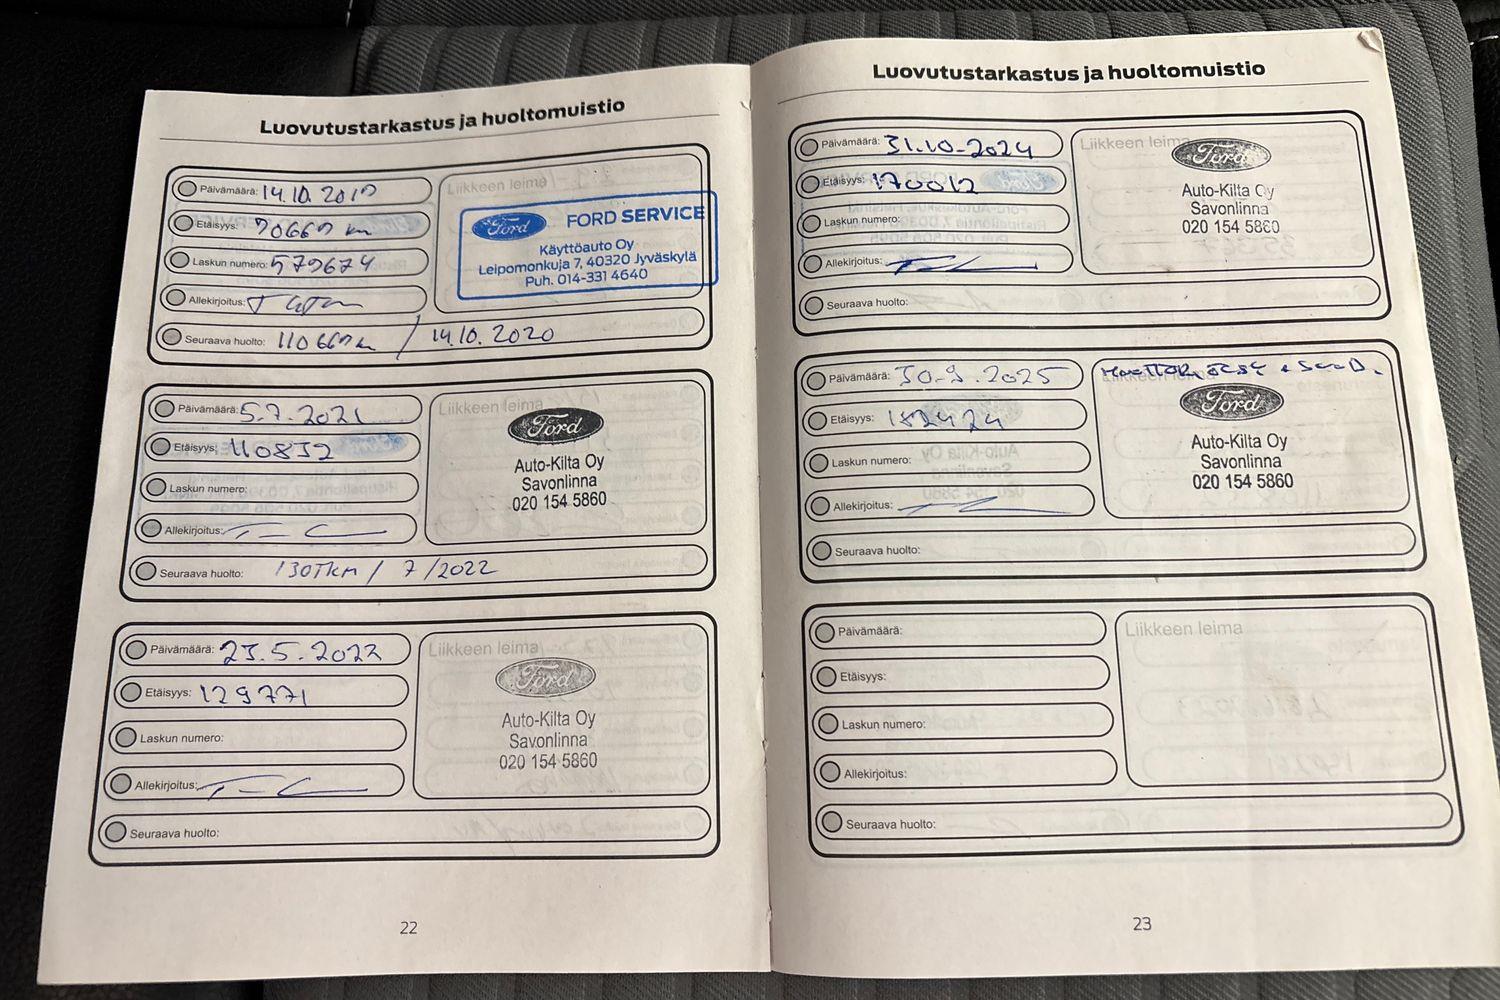 Luovutustarkastus ja huoltomuistio
Päivämäärä: 14.10.2019
Etäisyys: 90669 km
Laskun numero: 579674
Allekirjoitus:
Seuraava huolto: 110669km / 14.10.2020
Liikkeen leima
Ford FORD SERVICE
Käyttöauto Oy
Leipomonkuja 7, 40320 Jyväskylä
Puh. 014-331 4640
Päivämäärä: 5.7.2021
Etäisyys: 110832
Laskun numero:
Allekirjoitus:
Seuraava huolto: 130Tkm / 7 /2022
Liikkeen leima
Ford
Auto-Kilta Oy
Savonlinna
020 154 5860
Päivämäärä: 23.5.2022
Etäisyys: 129771
Laskun numero:
Allekirjoitus:
Seuraava huolto:
Liikkeen leima
Ford
Auto-Kilta Oy
Savonlinna
020 154 5860
22
Luovutustarkastus ja huoltomuistio
Päivämäärä: 31.10-2024
Etäisyys: 170012
Laskun numero:
Allekirjoitus:
Seuraava huolto:
Liikkeen leima
Ford
Auto-Kilta Oy
Savonlinna
020 154 5860
Päivämäärä: 30-9.2025
Etäisyys: 182424
Laskun numero:
Allekirjoitus:
Seuraava huolto:
Liikkeen leima
Ford
Auto-Kilta Oy
Savonlinna
020 154 5860
Päivämäärä:
Etäisyys:
Laskun numero:
Allekirjoitus:
Seuraava huolto:
Liikkeen leima
23